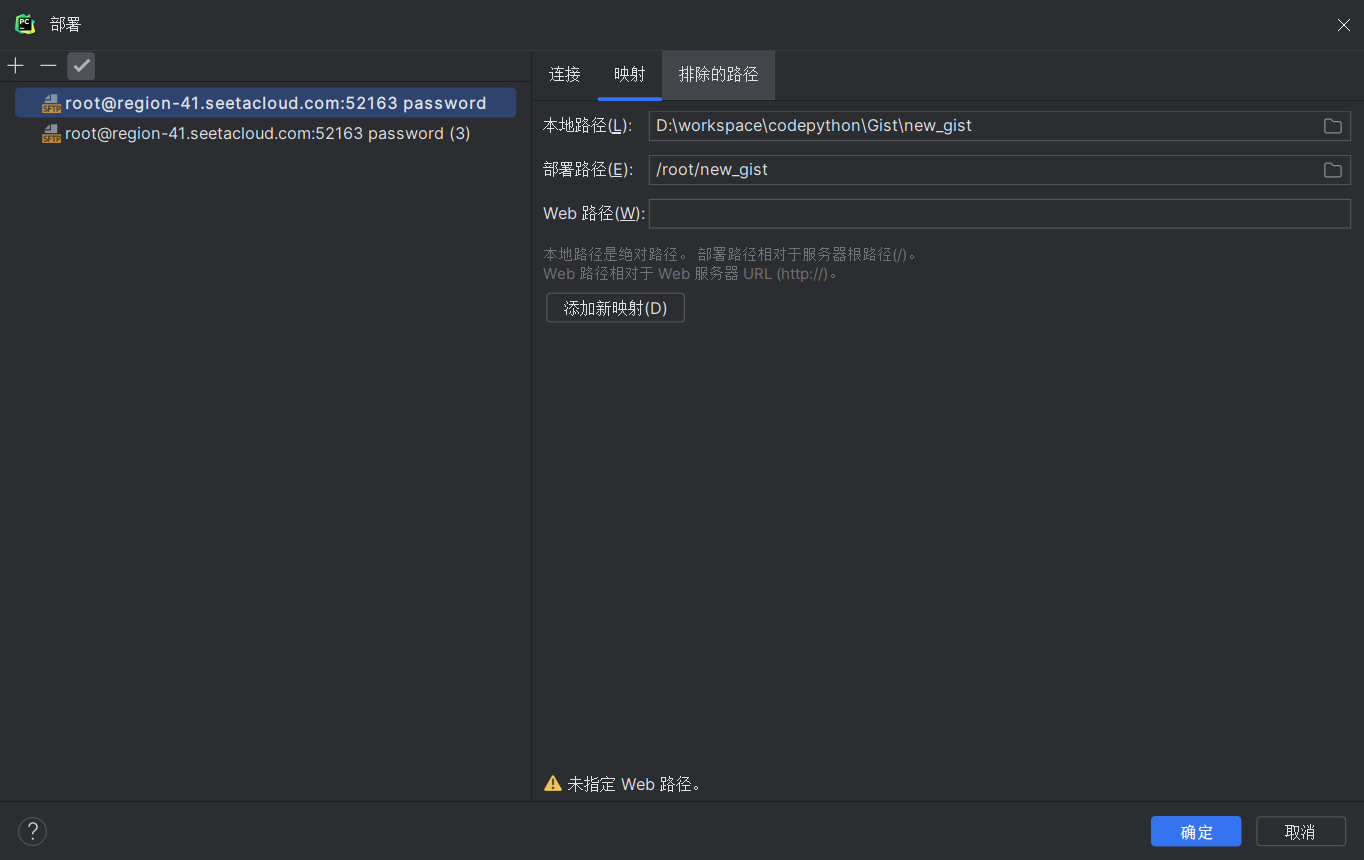 部署
root@region-41.seetacloud.com:52163 password
root@region-41.seetacloud.com:52163 password (3)
连接 映射 排除的路径
本地路径(L): D:\workspace\codepython\Gist\new_gist
部署路径(E): /root/new_gist
Web 路径(W):
本地路径是绝对路径。 部署路径相对于服务器根路径(/)。
Web 路径相对于 Web 服务器 URL (http://)。
添加新映射(D)
未指定 Web 路径。
? 确定 取消